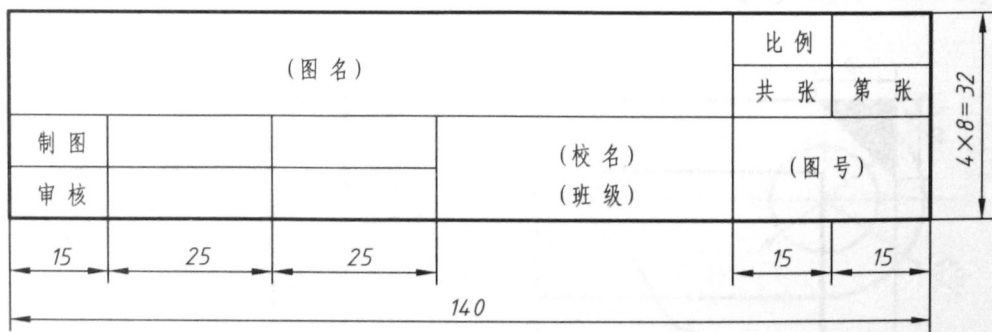 (图 名)
比 例
共 张
第 张
制 图
审 核
(校 名)
(班 级)
(图 号)
4×8=32
15
25
25
15
15
140